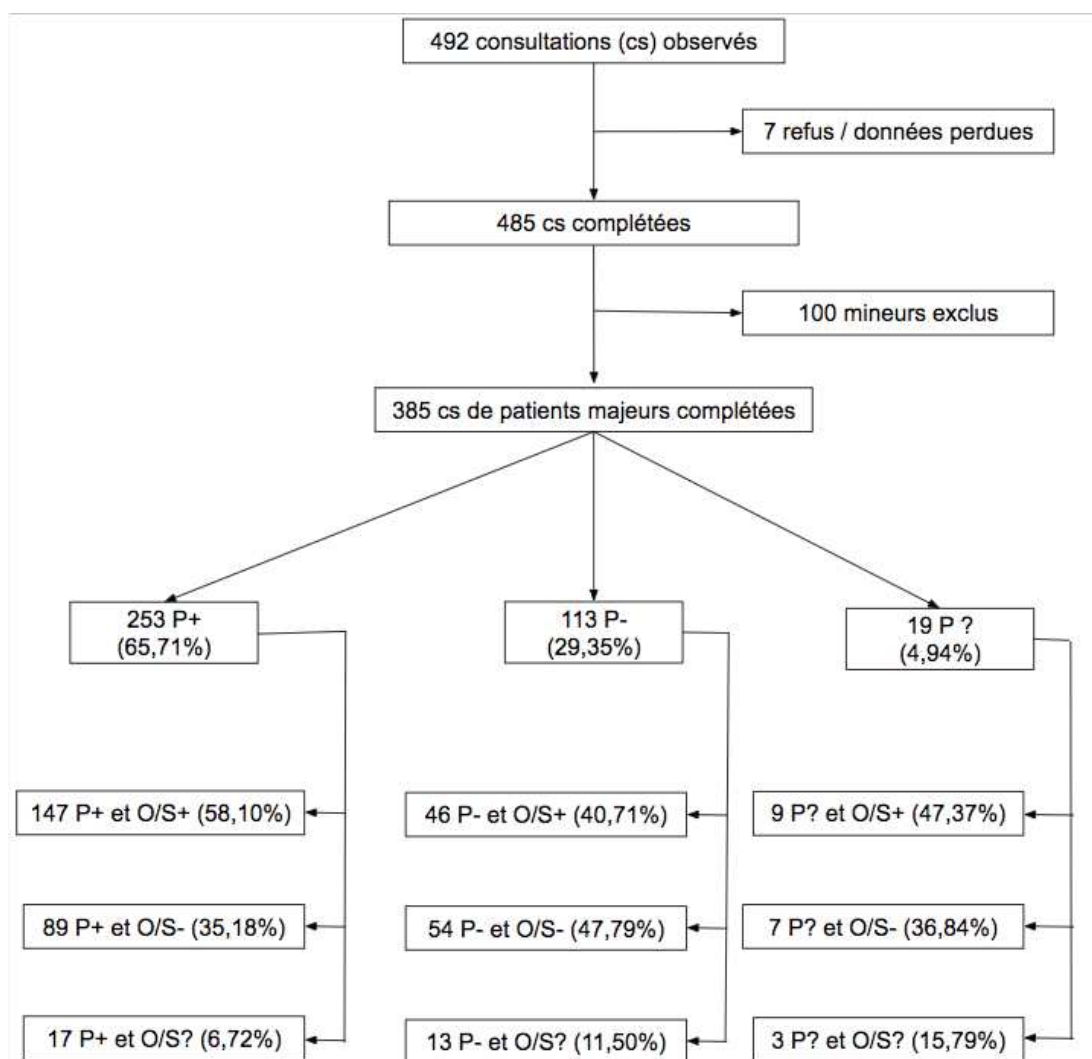 492 consultations (cs) observés
7 refus / données perdues
485 cs complétées
100 mineurs exclus
385 cs de patients majeurs complétées
253 P+
(65,71%)
113 P-
(29,35%)
19 P ?
(4,94%)
147 P+ et O/S+ (58,10%)
46 P- et O/S+ (40,71%)
9 P? et O/S+ (47,37%)
89 P+ et O/S- (35,18%)
54 P- et O/S- (47,79%)
7 P? et O/S- (36,84%)
17 P+ et O/S? (6,72%)
13 P- et O/S? (11,50%)
3 P? et O/S? (15,79%)